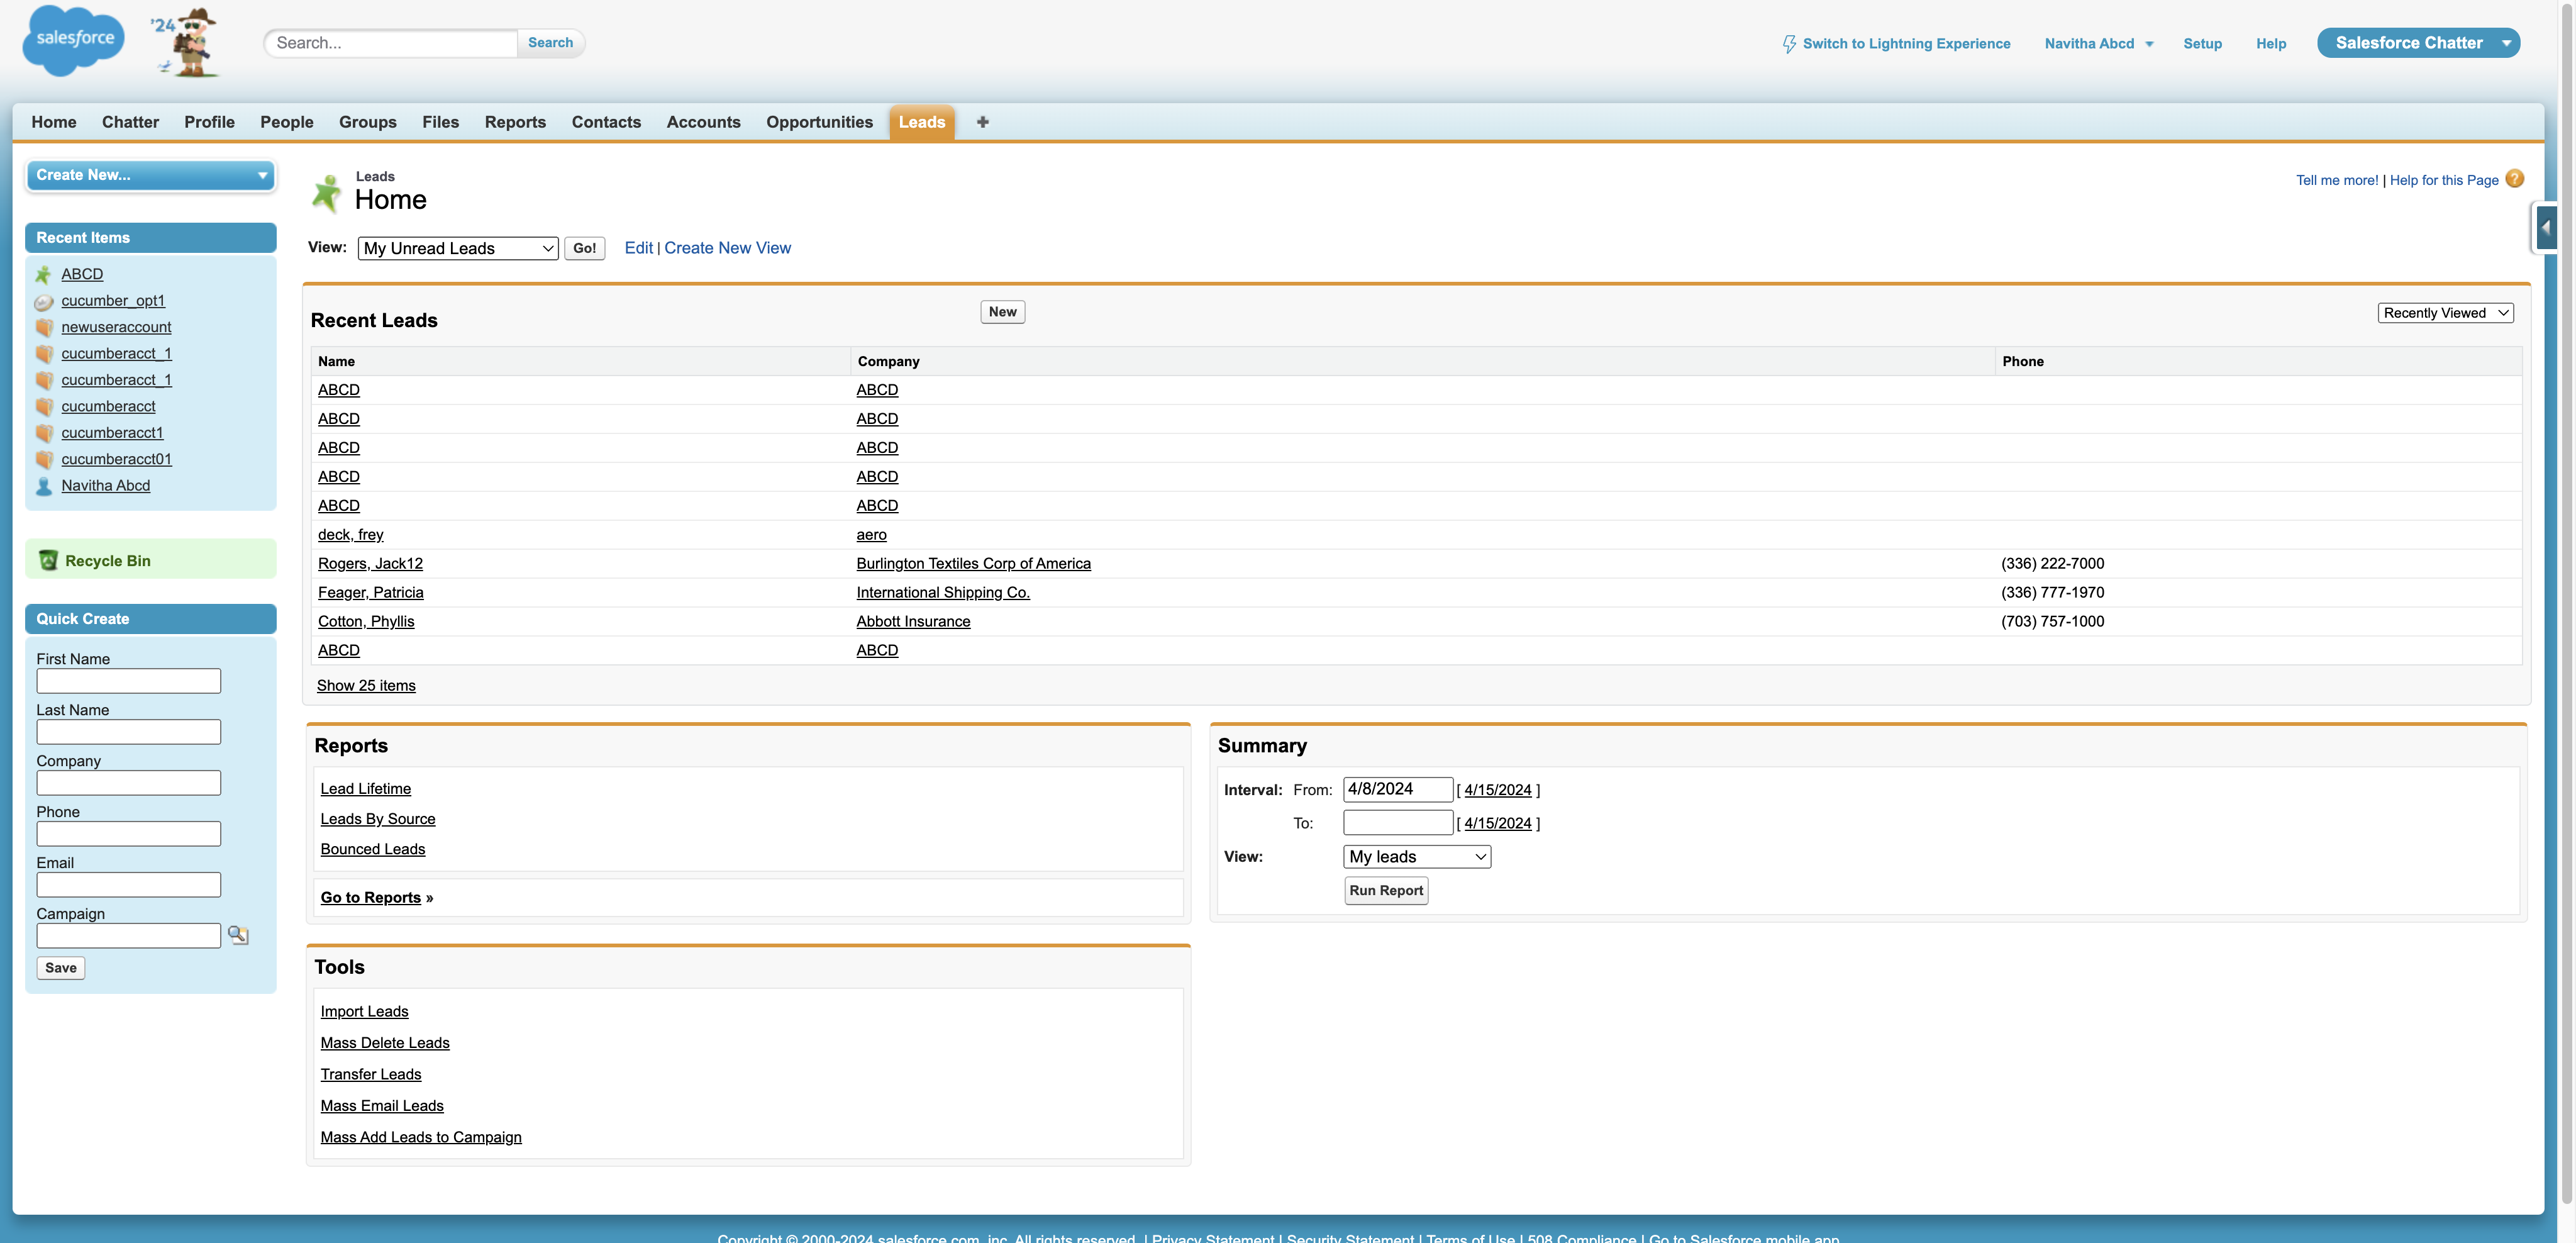 salesforce
'24
Search...
Search
Switch to Lightning Experience
Navitha Abcd
Setup
Help
Salesforce Chatter
Home
Chatter
Profile
People
Groups
Files
Reports
Contacts
Accounts
Opportunities
Leads
+
Create New...
Recent Items
ABCD
cucumber_opt1
newuseraccount
cucumberacct_1
cucumberacct_1
cucumberacct
cucumberacct1
cucumberacct01
Navitha Abcd
Recycle Bin
Quick Create
First Name
Last Name
Company
Phone
Email
Campaign
Save
Leads
Home
Tell me more! | Help for this Page ?
View: My Unread Leads Go! Edit | Create New View
Recent Leads
New
Recently Viewed
Name Company Phone
ABCD ABCD
ABCD ABCD
ABCD ABCD
ABCD ABCD
ABCD ABCD
deck, frey aero
Rogers, Jack12 Burlington Textiles Corp of America (336) 222-7000
Feager, Patricia International Shipping Co. (336) 777-1970
Cotton, Phyllis Abbott Insurance (703) 757-1000
ABCD ABCD
Show 25 items
Reports
Lead Lifetime
Leads By Source
Bounced Leads
Go to Reports »
Summary
Interval: From: 4/8/2024 [ 4/15/2024 ]
To: [ 4/15/2024 ]
View: My leads
Run Report
Tools
Import Leads
Mass Delete Leads
Transfer Leads
Mass Email Leads
Mass Add Leads to Campaign
Copyright © 2000-2024 salesforce.com, inc. All rights reserved. | Privacy Statement | Security Statement | Terms of Use | 508 Compliance | Go to Salesforce mobile app